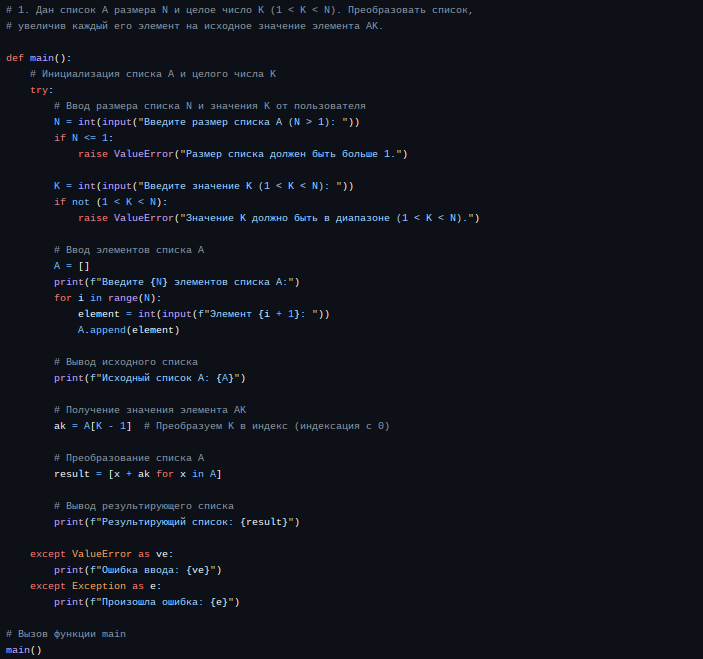 # 1. Дан список A размера N и целое число K (1 < K < N). Преобразовать список,
# увеличив каждый его элемент на исходное значение элемента AK.

def main():
    # Инициализация списка A и целого числа K
    try:
        # Ввод размера списка N и значения K от пользователя
        N = int(input("Введите размер списка A (N > 1): "))
        if N <= 1:
            raise ValueError("Размер списка должен быть больше 1.")

        K = int(input("Введите значение K (1 < K < N): "))
        if not (1 < K < N):
            raise ValueError("Значение K должно быть в диапазоне (1 < K < N).")

        # Ввод элементов списка A
        A = []
        print(f"Введите {N} элементов списка A:")
        for i in range(N):
            element = int(input(f"Элемент {i + 1}: "))
            A.append(element)

        # Вывод исходного списка
        print(f"Исходный список A: {A}")

        # Получение значения элемента AK
        ak = A[K - 1]  # Преобразуем K в индекс (индексация с 0)

        # Преобразование списка A
        result = [x + ak for x in A]

        # Вывод результирующего списка
        print(f"Результирующий список: {result}")

    except ValueError as ve:
        print(f"Ошибка ввода: {ve}")
    except Exception as e:
        print(f"Произошла ошибка: {e}")

# Вызов функции main
main()